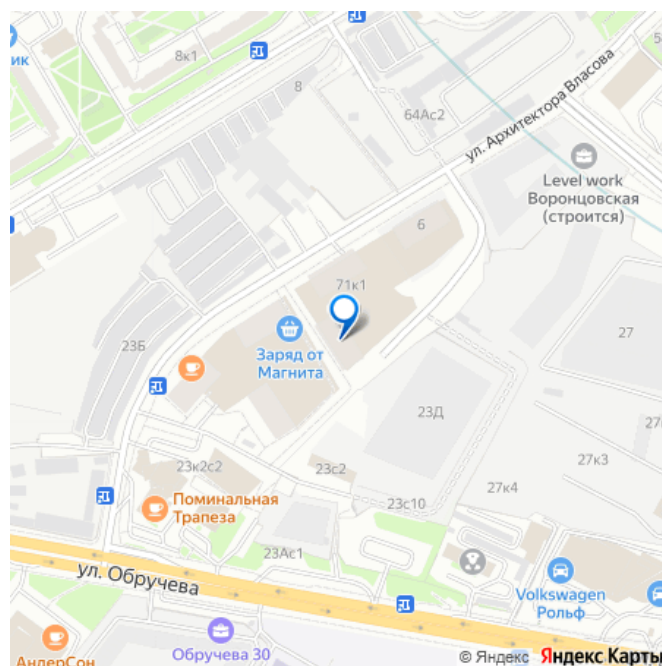 ик
8к1
8
64Ас2
ул. Архитектора Власова
Level work
Воронцовская
(строится)
6
71к1
23Б
Заряд от
Магнита
27
23Д
27к3
23к2с2
23с2
27к4
23с10
Поминальная
Трапеза
23Ас1
ул. Обручева
Volkswagen
Рольф
Обручева 30
АндерСон
© Яндекс Яндекс Карты